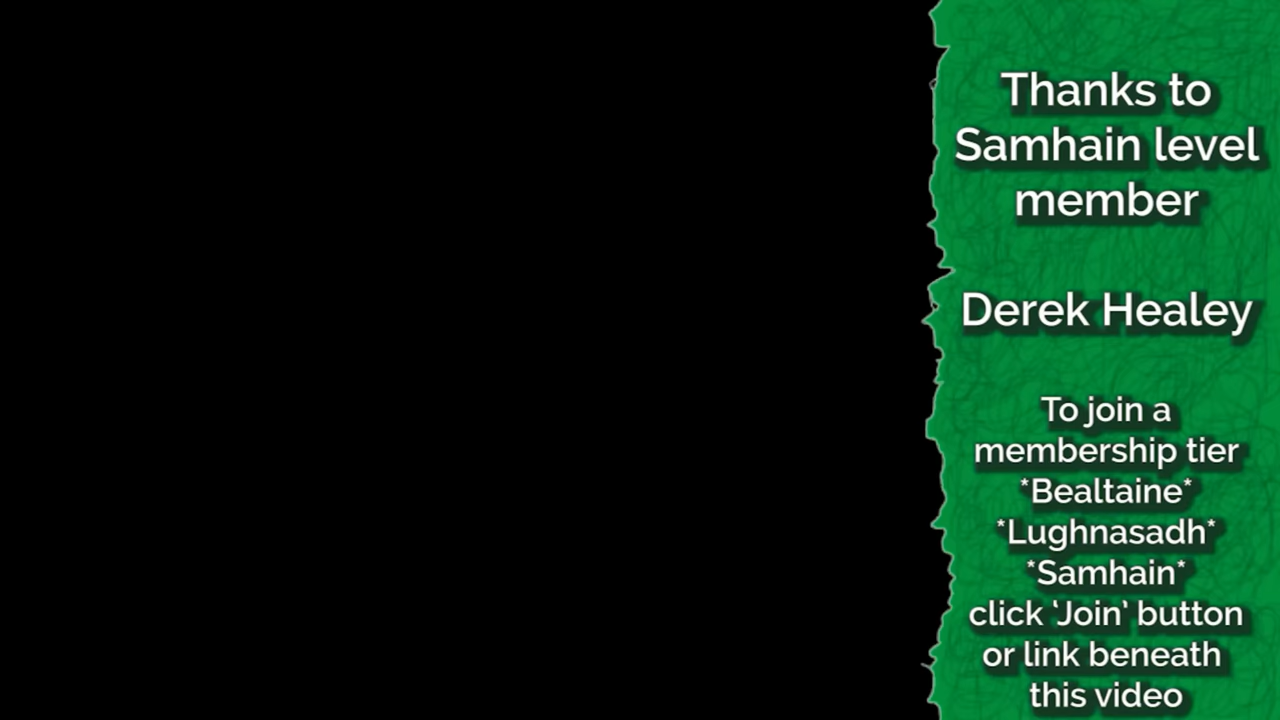 Thanks to
Samhain level
member
Derek Healey
To join a
membership tier
*Bealtaine*
*Lughnasadh*
*Samhain*
click ‘Join’ button
or link beneath
this video